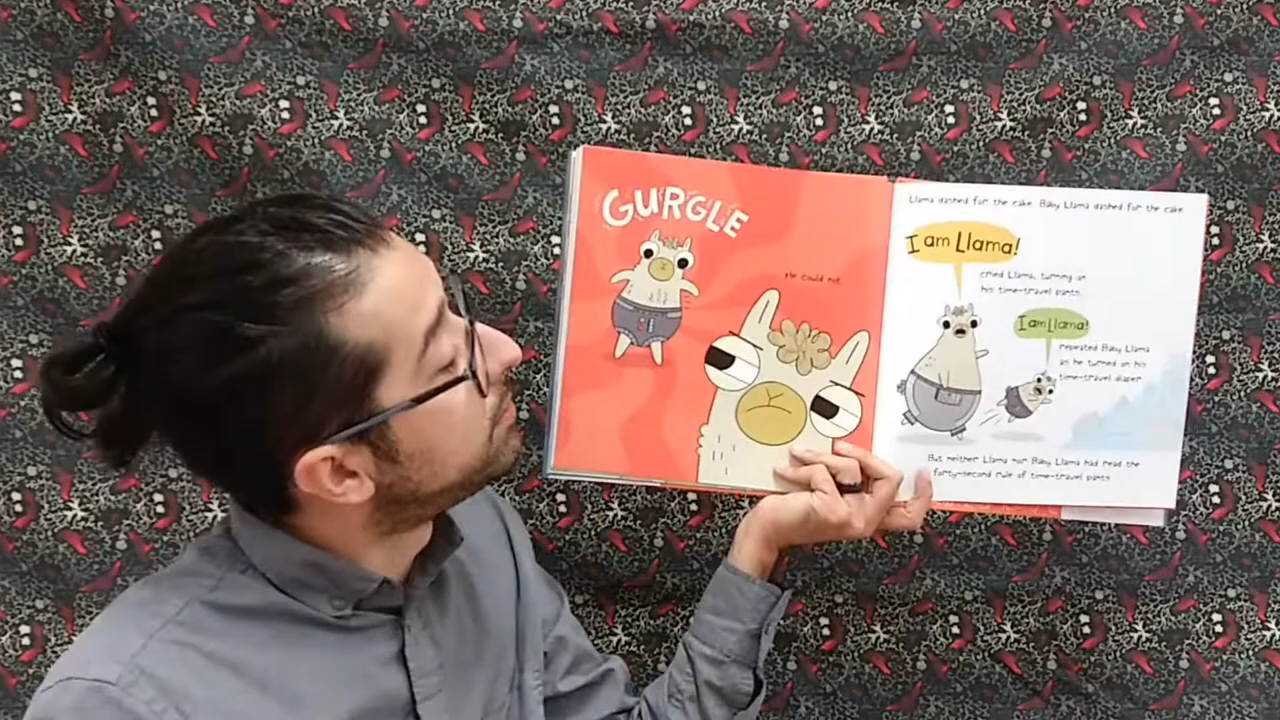 GURGLE
He could not.
Llama dashed for the cake. Baby Llama dashed for the cake.
I am Llama!
cried Llama, turning on
his time-travel pants.
I am Llama!
repeated Baby Llama
as he turned on his
time-travel diaper.
But neither Llama nor Baby Llama had read the
forty-second rule of time-travel pants